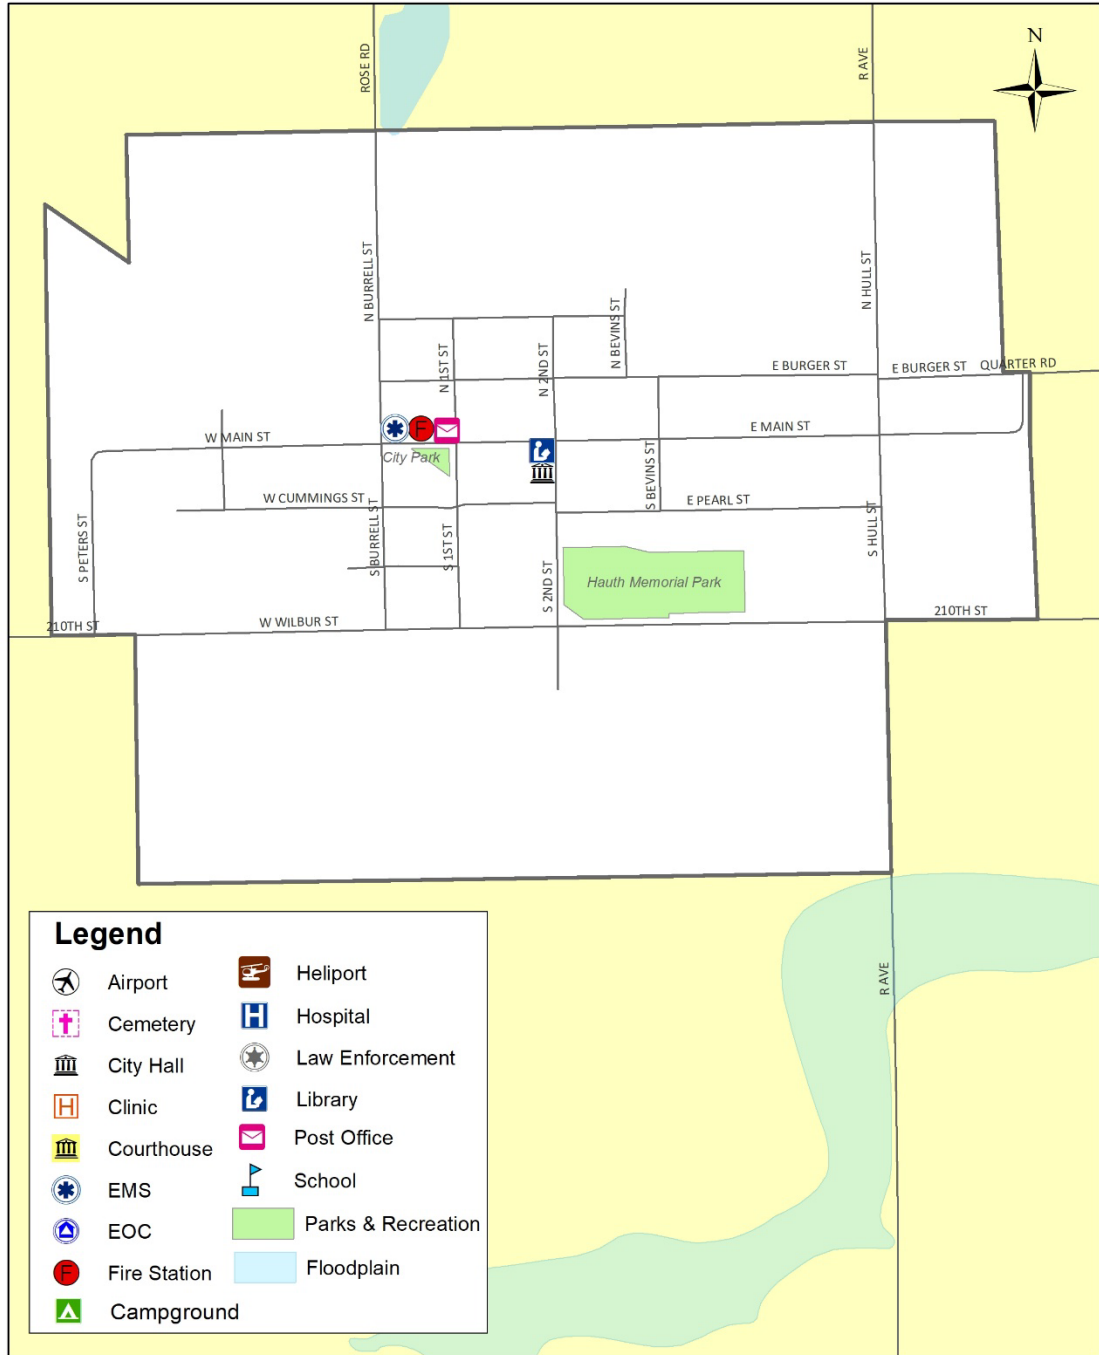 N
ROSE RD
R AVE
N BURRELL ST
N HULL ST
N BEVINS ST
N 1ST ST
N 2ND ST
E BURGER ST
E BURGER ST
QUARTER RD
W MAIN ST
E MAIN ST
F
City Park
S BEVINS ST
W CUMMINGS ST
E PEARL ST
S PETERS ST
S BURRELL ST
S 1ST ST
S 2ND ST
S HULL ST
Hauth Memorial Park
210TH ST
W WILBUR ST
210TH ST
R AVE
Legend
Airport
Cemetery
City Hall
H Clinic
Courthouse
EMS
EOC
F Fire Station
Campground
Heliport
H Hospital
Law Enforcement
Library
Post Office
School
Parks & Recreation
Floodplain